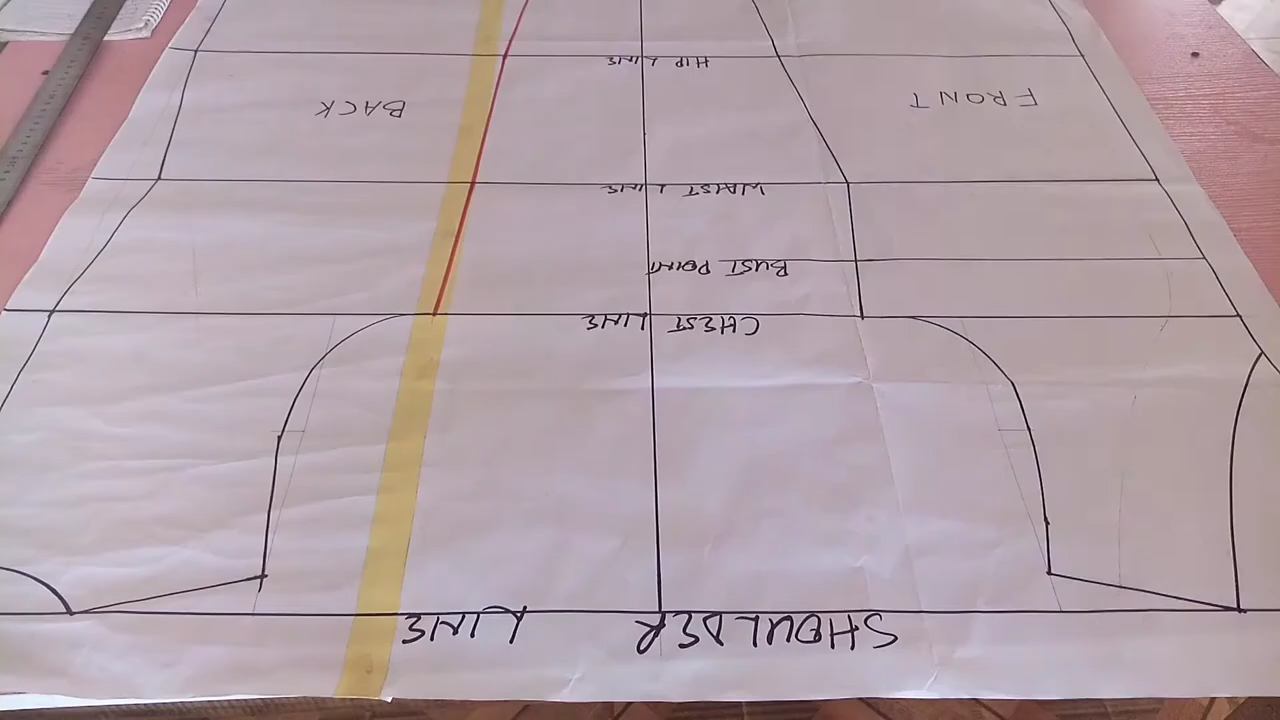 SHOULDER LINE
CHEST LINE
BUST POINT
WAIST LINE
FRONT
BACK
HIP LINE